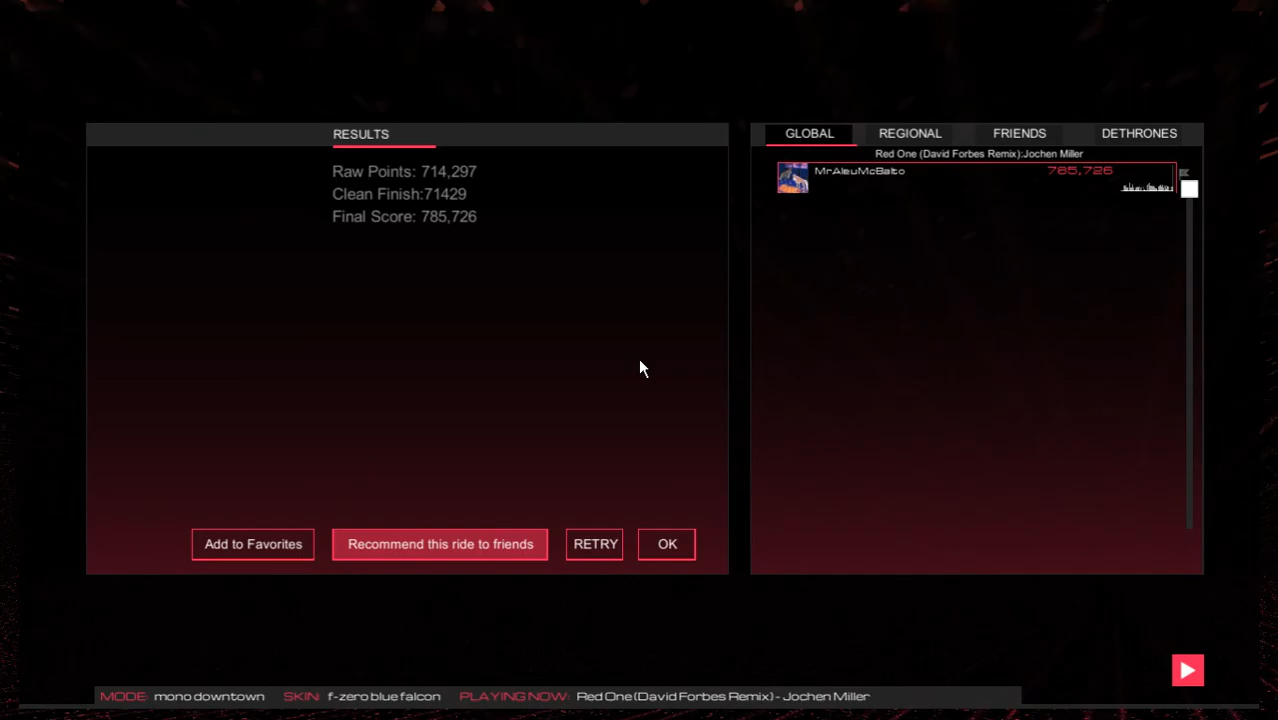 RESULTS
Raw Points: 714,297
Clean Finish:71429
Final Score: 785,726
Add to Favorites
Recommend this ride to friends
RETRY
OK
GLOBAL REGIONAL FRIENDS DETHRONES
Red One (David Forbes Remix):Jochen Miller
MrAleuMcBalto 785,726
MODE: mono downtown SKIN: f-zero blue falcon PLAYING NOW: Red One (David Forbes Remix) - Jochen Miller